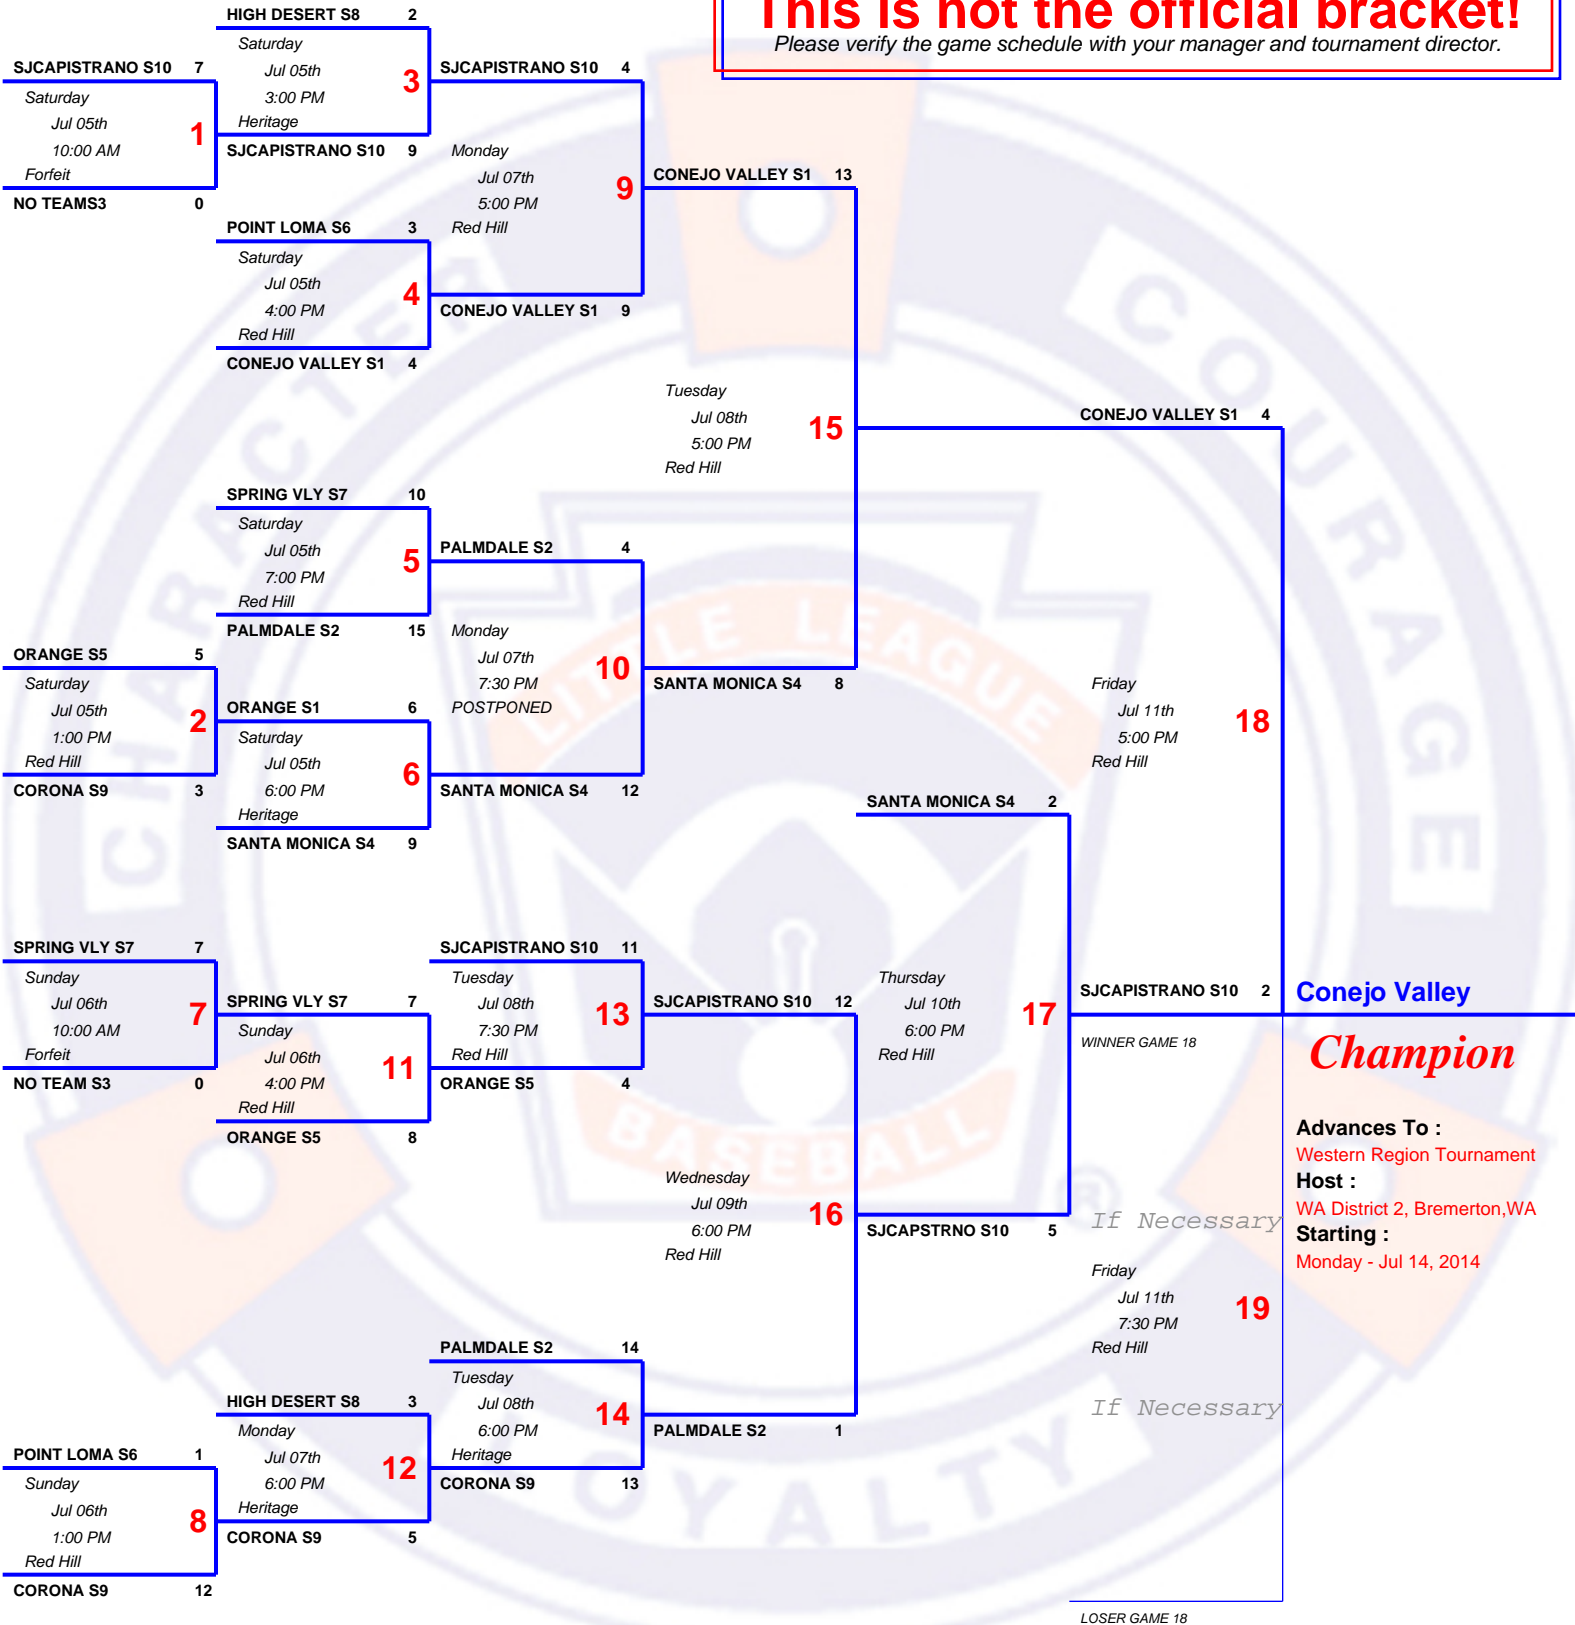 This is not the official bracket!
Please verify the game schedule with your manager and tournament director.
HIGH DESERT S8 2
Saturday
Jul 05th
3:00 PM
Heritage
3
SJCAPISTRANO S10 9
SJCAPISTRANO S10 7
Saturday
Jul 05th
10:00 AM
Forfeit
1
NO TEAMS3 0
SJCAPISTRANO S10 4
Monday
Jul 07th
5:00 PM
Red Hill
9
CONEJO VALLEY S1 9
POINT LOMA S6 3
Saturday
Jul 05th
4:00 PM
Red Hill
4
CONEJO VALLEY S1 4
CONEJO VALLEY S1 13
Tuesday
Jul 08th
5:00 PM
Red Hill
15
SANTA MONICA S4 8
SPRING VLY S7 10
Saturday
Jul 05th
7:00 PM
Red Hill
5
PALMDALE S2 15
PALMDALE S2 4
Monday
Jul 07th
7:30 PM
POSTPONED
10
SANTA MONICA S4 12
ORANGE S5 5
Saturday
Jul 05th
1:00 PM
Red Hill
2
CORONA S9 3
ORANGE S1 6
Saturday
Jul 05th
6:00 PM
Heritage
6
SANTA MONICA S4 9
CONEJO VALLEY S1 4
Friday
Jul 11th
5:00 PM
Red Hill
18
SJCAPISTRANO S10 2
WINNER GAME 18
SANTA MONICA S4 2
Thursday
Jul 10th
6:00 PM
Red Hill
17
SJCAPSTRNO S10 5
SPRING VLY S7 7
Sunday
Jul 06th
10:00 AM
Forfeit
7
NO TEAM S3 0
SPRING VLY S7 7
Sunday
Jul 06th
4:00 PM
Red Hill
11
ORANGE S5 8
SJCAPISTRANO S10 11
Tuesday
Jul 08th
7:30 PM
Red Hill
13
ORANGE S5 4
SJCAPISTRANO S10 12
Wednesday
Jul 09th
6:00 PM
Red Hill
16
PALMDALE S2 1
PALMDALE S2 14
Tuesday
Jul 08th
6:00 PM
Heritage
14
CORONA S9 13
HIGH DESERT S8 3
Monday
Jul 07th
6:00 PM
Heritage
12
CORONA S9 5
POINT LOMA S6 1
Sunday
Jul 06th
1:00 PM
Red Hill
8
CORONA S9 12
If Necessary
Friday
Jul 11th
7:30 PM
Red Hill
19
If Necessary
LOSER GAME 18
Conejo Valley
Champion
Advances To :
Western Region Tournament
Host :
WA District 2, Bremerton,WA
Starting :
Monday - Jul 14, 2014
CHARACTER
COURAGE
LOYALTY
LITTLE LEAGUE
BASEBALL
®